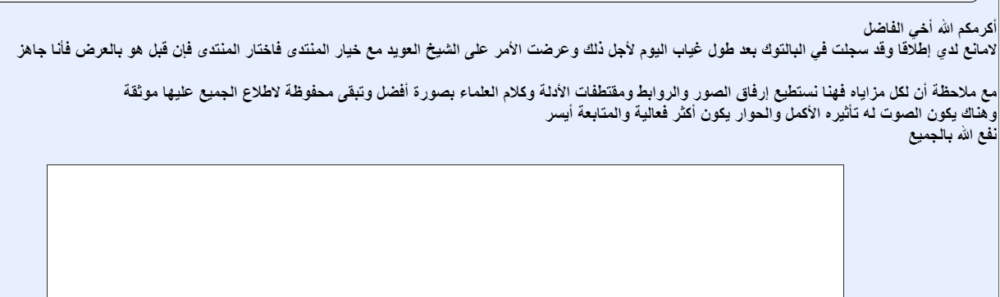 أكرمكم الله أخي الفاضل
لامانع لدي إطلاقا وقد سجلت في البالتوك بعد طول غياب اليوم لأجل ذلك وعرضت الأمر على الشيخ العويد مع خيار المنتدى فاختار المنتدى فإن قبل هو بالعرض فأنا جاهز
مع ملاحظة أن لكل مزاياه فهنا نستطيع إرفاق الصور والروابط ومقتطفات الأدلة وكلام العلماء بصورة أفضل وتبقى محفوظة لاطلاع الجميع عليها موثقة
وهناك يكون الصوت له تأثيره الأكمل والحوار يكون أكثر فعالية والمتابعة أيسر
نفع الله بالجميع